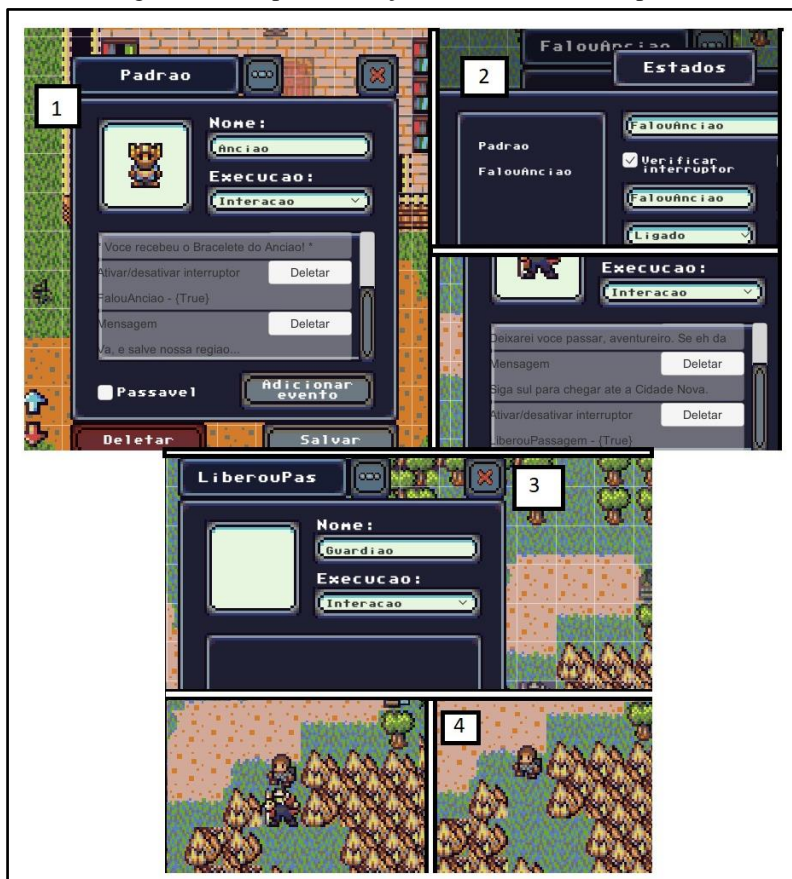 Padrao
1
Nome:
Anciao
Execucao:
Interacao
* Voce recebeu o Bracelete do Anciao! *
Ativar/desativar interruptor
Deletar
FalouAnciao - {True}
Mensagem
Deletar
Va, e salve nossa regiao...
Passavel
Adicionar
evento
Deletar
Salvar
FalouAnciao
2
Estados
Padrao
FalouAnciao
FalouAnciao
Verificar
interruptor
FalouAnciao
Ligado
Execucao:
Interacao
Deixarei voce passar, aventureiro. Se eh da
Mensagem
Deletar
Siga sul para chegar ate a Cidade Nova.
Ativar/desativar interruptor
Deletar
LiberouPassagem - {True}
LiberouPas
3
Nome:
Guardiao
Execucao:
Interacao
4